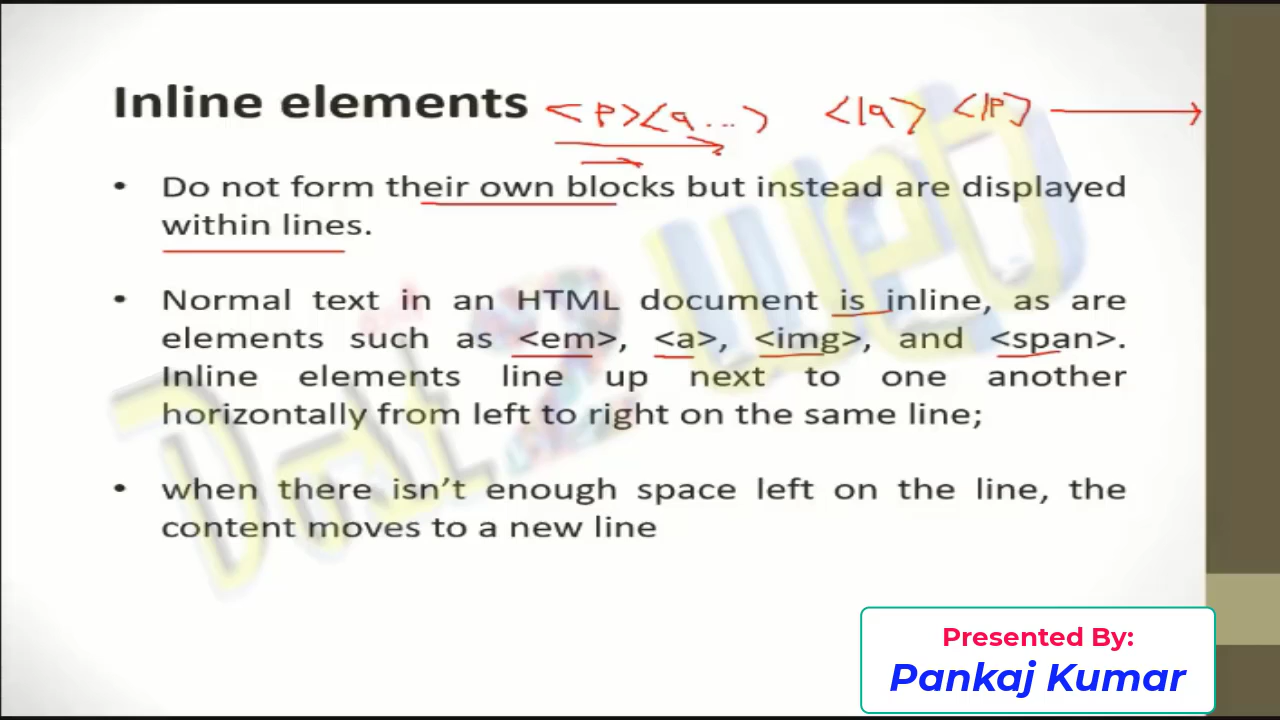 Inline elements <p><a...> </a> </p>
• Do not form their own blocks but instead are displayed
within lines.
• Normal text in an HTML document is inline, as are
elements such as <em>, <a>, <img>, and <span>.
Inline elements line up next to one another
horizontally from left to right on the same line;
• when there isn’t enough space left on the line, the
content moves to a new line
Presented By:
Pankaj Kumar